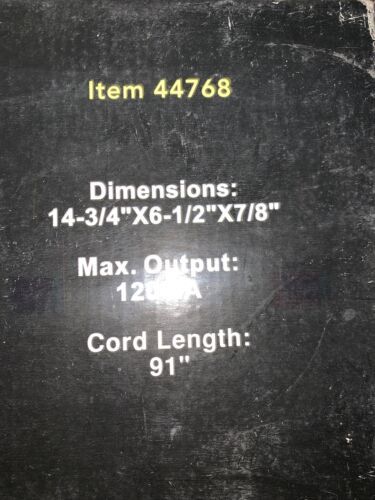 Item 44768
Dimensions:
14-3/4"X6-1/2"X7/8"
Max. Output:
Cord Length:
91"